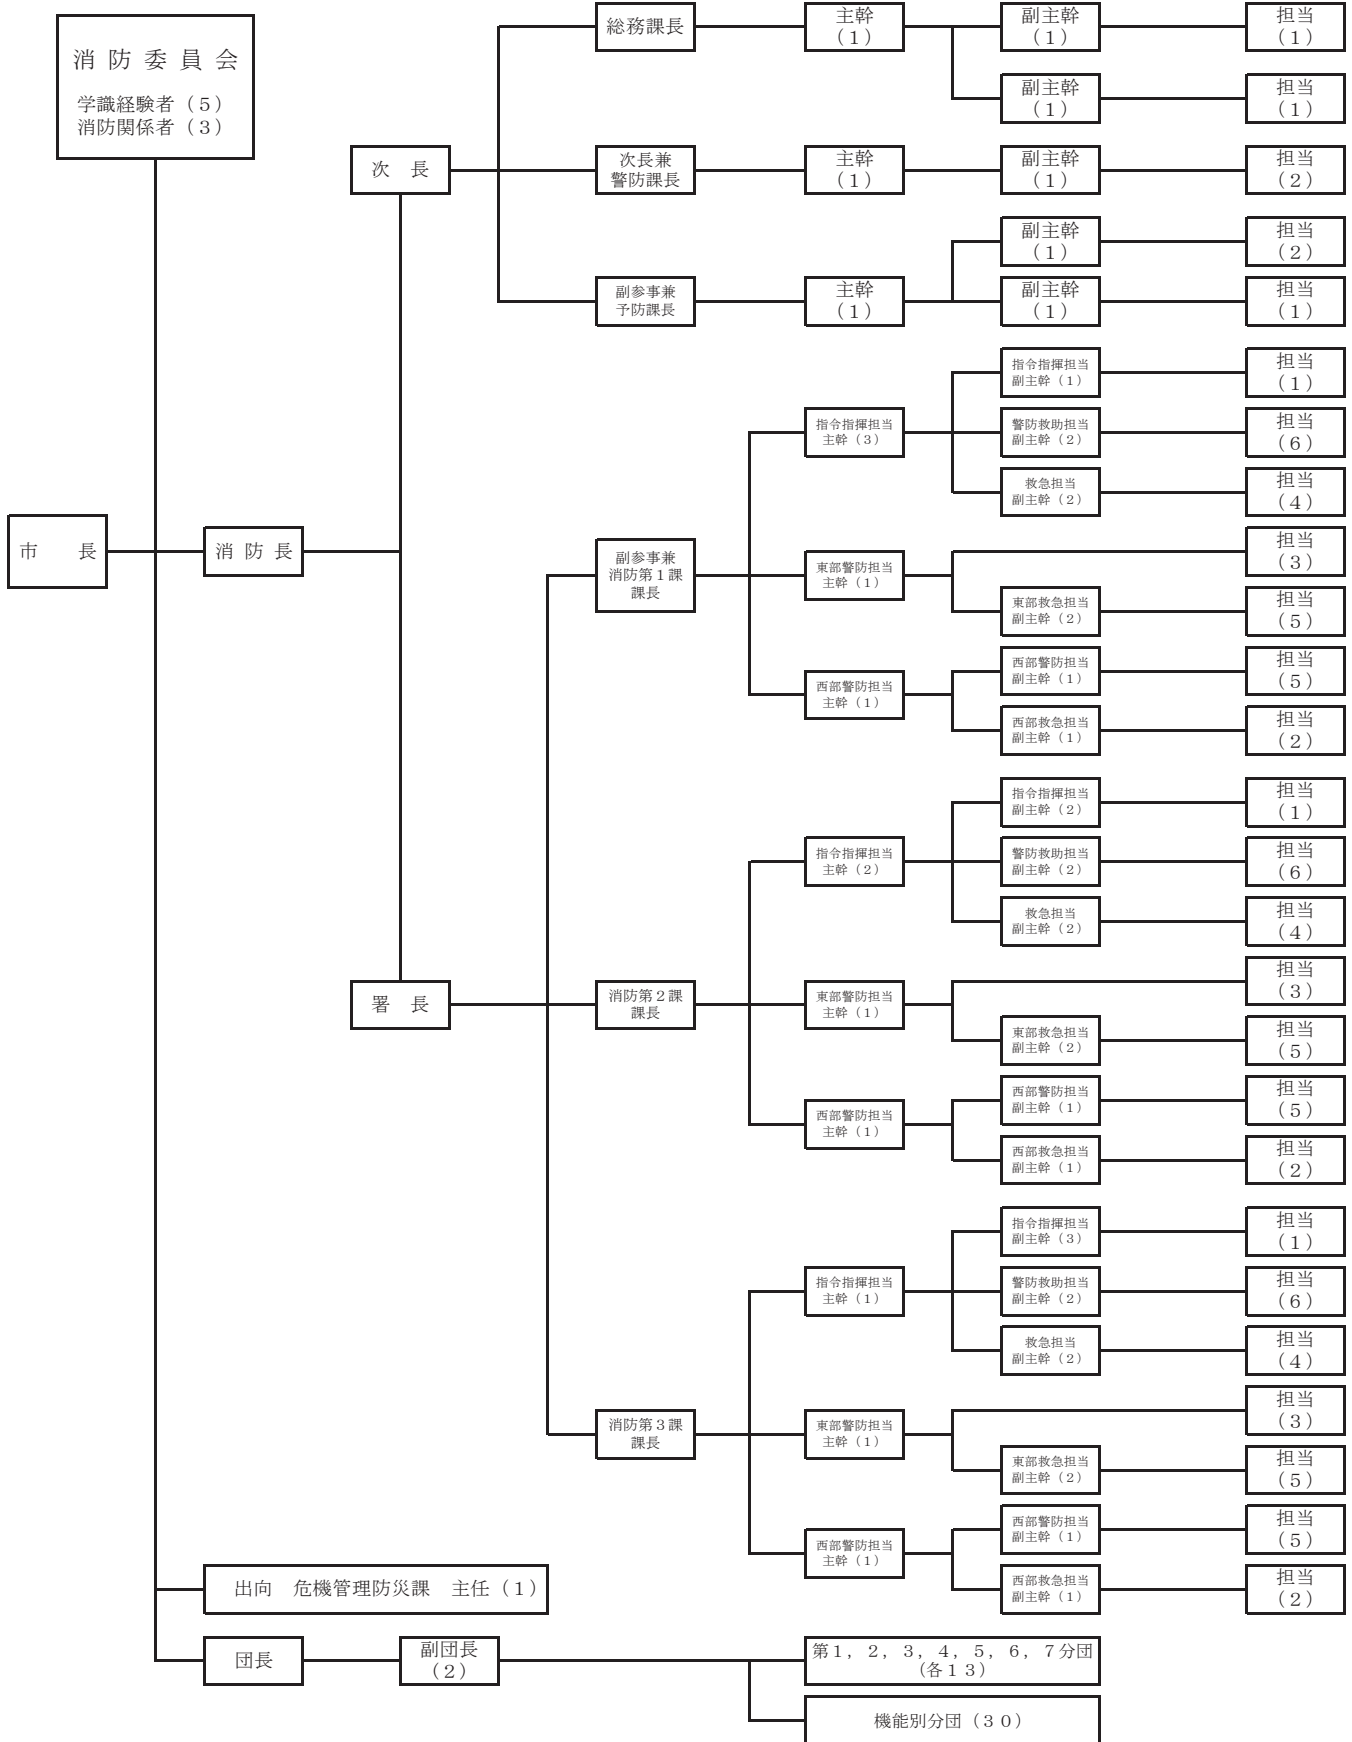 消防委員会
学識経験者（５）
消防関係者（３）
市　　長
消防長
次　長
総務課長
主幹
（１）
副主幹
（１）
担当
（１）
副主幹
（１）
担当
（１）
次長兼
警防課長
主幹
（１）
副主幹
（１）
担当
（２）
副参事兼
予防課長
主幹
（１）
副主幹
（１）
担当
（２）
副主幹
（１）
担当
（１）
署　長
副参事兼
消防第１課
課長
指令指揮担当
主幹（３）
指令指揮担当
副主幹（１）
担当
（１）
警防救助担当
副主幹（２）
担当
（６）
救急担当
副主幹（２）
担当
（４）
東部警防担当
主幹（１）
担当
（３）
東部救急担当
副主幹（２）
担当
（５）
西部警防担当
主幹（１）
西部警防担当
副主幹（１）
担当
（５）
西部救急担当
副主幹（１）
担当
（２）
消防第２課
課長
指令指揮担当
主幹（２）
指令指揮担当
副主幹（２）
担当
（１）
警防救助担当
副主幹（２）
担当
（６）
救急担当
副主幹（２）
担当
（４）
東部警防担当
主幹（１）
担当
（３）
東部救急担当
副主幹（２）
担当
（５）
西部警防担当
主幹（１）
西部警防担当
副主幹（１）
担当
（５）
西部救急担当
副主幹（１）
担当
（２）
消防第３課
課長
指令指揮担当
主幹（１）
指令指揮担当
副主幹（３）
担当
（１）
警防救助担当
副主幹（２）
担当
（６）
救急担当
副主幹（２）
担当
（４）
東部警防担当
主幹（１）
担当
（３）
東部救急担当
副主幹（２）
担当
（５）
西部警防担当
主幹（１）
西部警防担当
副主幹（１）
担当
（５）
西部救急担当
副主幹（１）
担当
（２）
出向　危機管理防災課　主任（１）
団長
副団長
（２）
第１，２，３，４，５，６，７分団
（各１３）
機能別分団（３０）